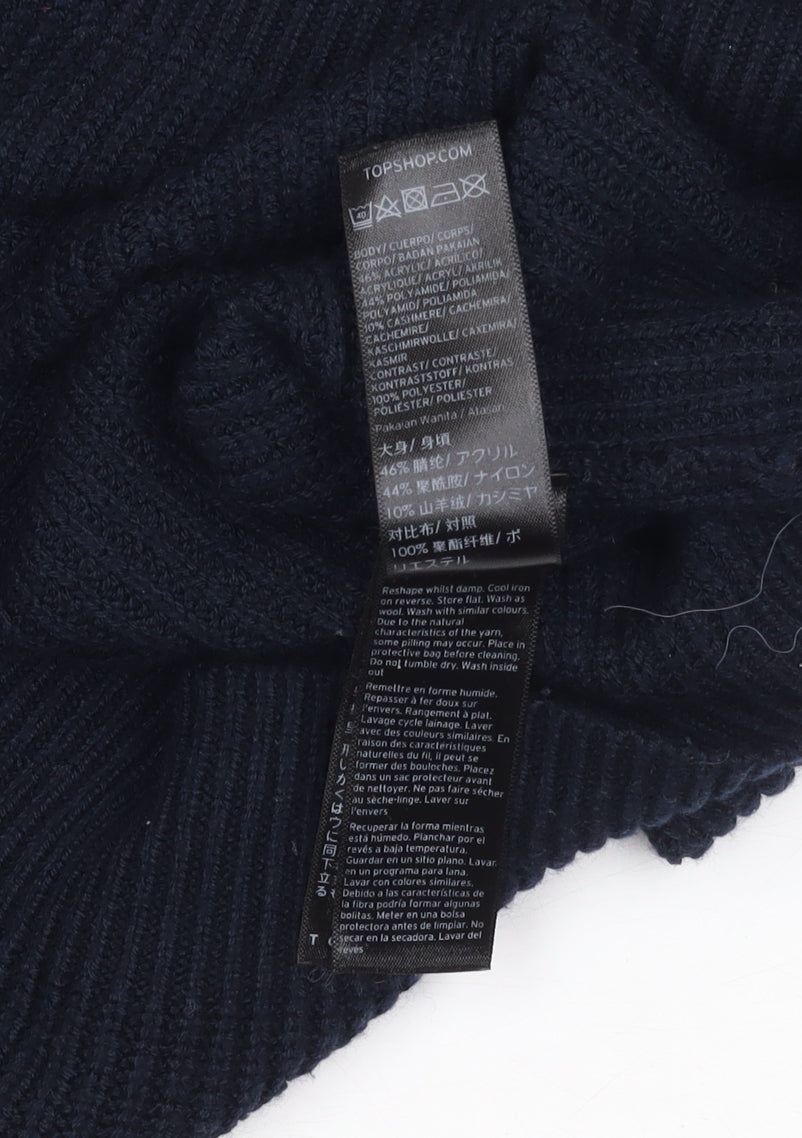 TOPSHOP.COM
40
BODY/ CUERPO/ CORPS/
CORPO/ BADAN PAKAIAN
46% ACRYLIC/ ACRILICO/
ACRYLIQUE/ ACRYL/ AKRILIK
44% POLYAMIDE/ POLIAMIDA/
POLYAMID/ POLIAMIDA
10% CASHMERE/ CACHEMIRA/
CACHEMIRE/
KASCHMIRWOLLE/ CAXEMIRA/
KASMIR
CONTRAST/ CONTRASTE/
KONTRASTSTOFF/ KONTRAS
100% POLYESTER/
POLIÉSTER/ POLIESTER
Pakaian Wanita / Atasan
大身/ 身頃
46% 腈纶/ アクリル
44% 聚酰胺/ ナイロン
10% 山羊绒/ カシミヤ
对比布/ 対照
100% 聚酯纤维/ ポ
リエステル
Reshape whilst damp. Cool iron
on reverse. Store flat. Wash as
wool. Wash with similar colours.
Due to the natural
characteristics of the yarn,
some pilling may occur. Place in
protective bag before cleaning.
Do not tumble dry. Wash inside
out
Remettre en forme humide.
Repasser à fer doux sur
l'envers. Rangement à plat.
Lavage cycle lainage. Laver
avec des couleurs similaires. En
raison des caractéristiques
naturelles du fil, il peut se
former des bouloches. Placez
dans un sac protecteur avant
de nettoyer. Ne pas faire sécher
au sèche-linge. Laver sur
l'envers
Recuperar la forma mientras
está húmedo. Planchar por el
revés a baja temperatura.
Guardar en un sitio plano. Lavar
en un programa para lana.
Lavar con colores similares.
Debido a las características de
la fibra podría formar algunas
bolitas. Meter en una bolsa
protectora antes de limpiar. No
secar en la secadora. Lavar del
revés